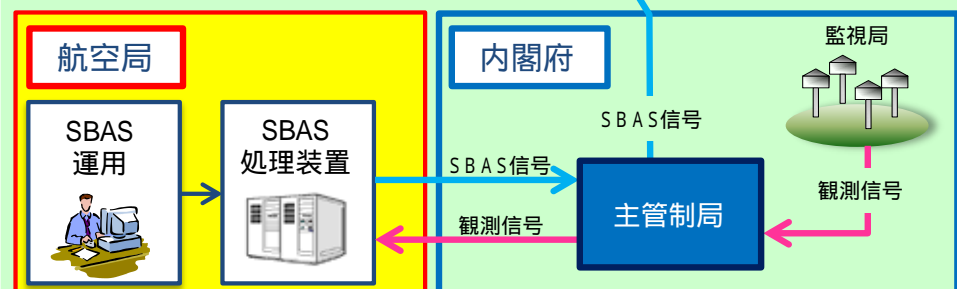 航空局
SBAS
運用
SBAS
処理装置
内閣府
監視局
SBAS信号
SBAS信号
観測信号
主管制局
観測信号